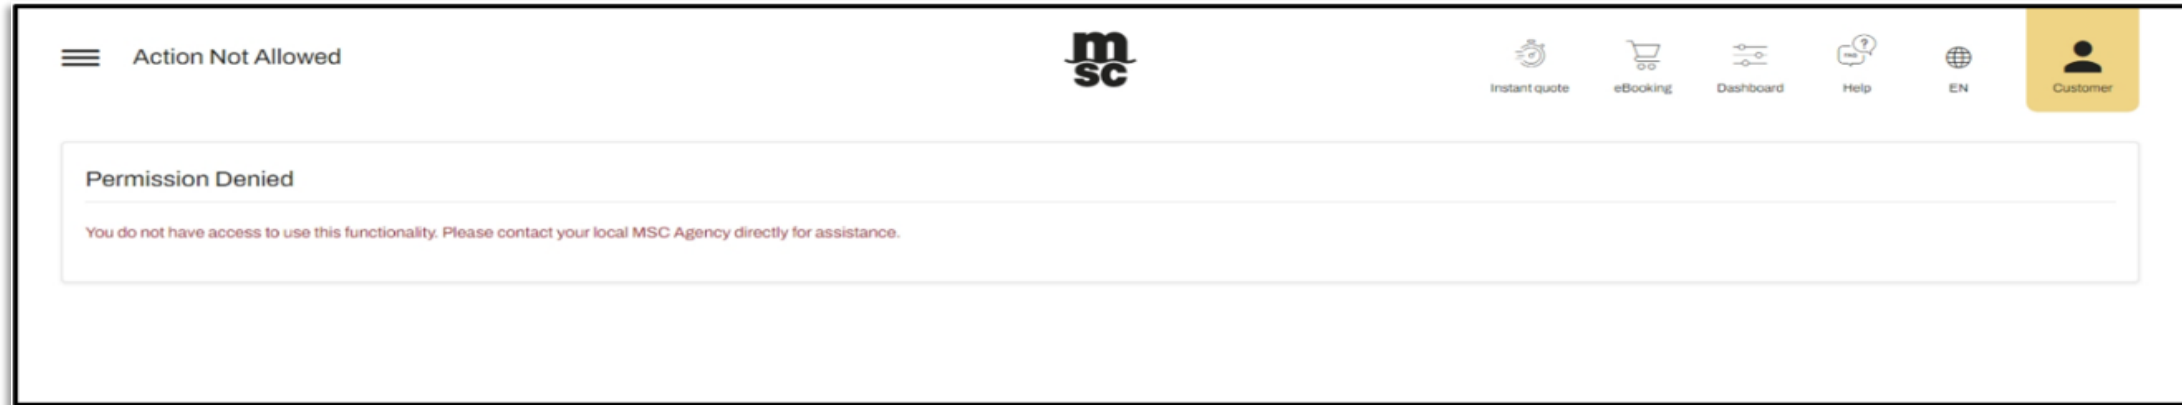 Action Not Allowed
msc
Instant quote
eBooking
Dashboard
FAQ
?
Help
EN
Customer
Permission Denied
You do not have access to use this functionality. Please contact your local MSC Agency directly for assistance.